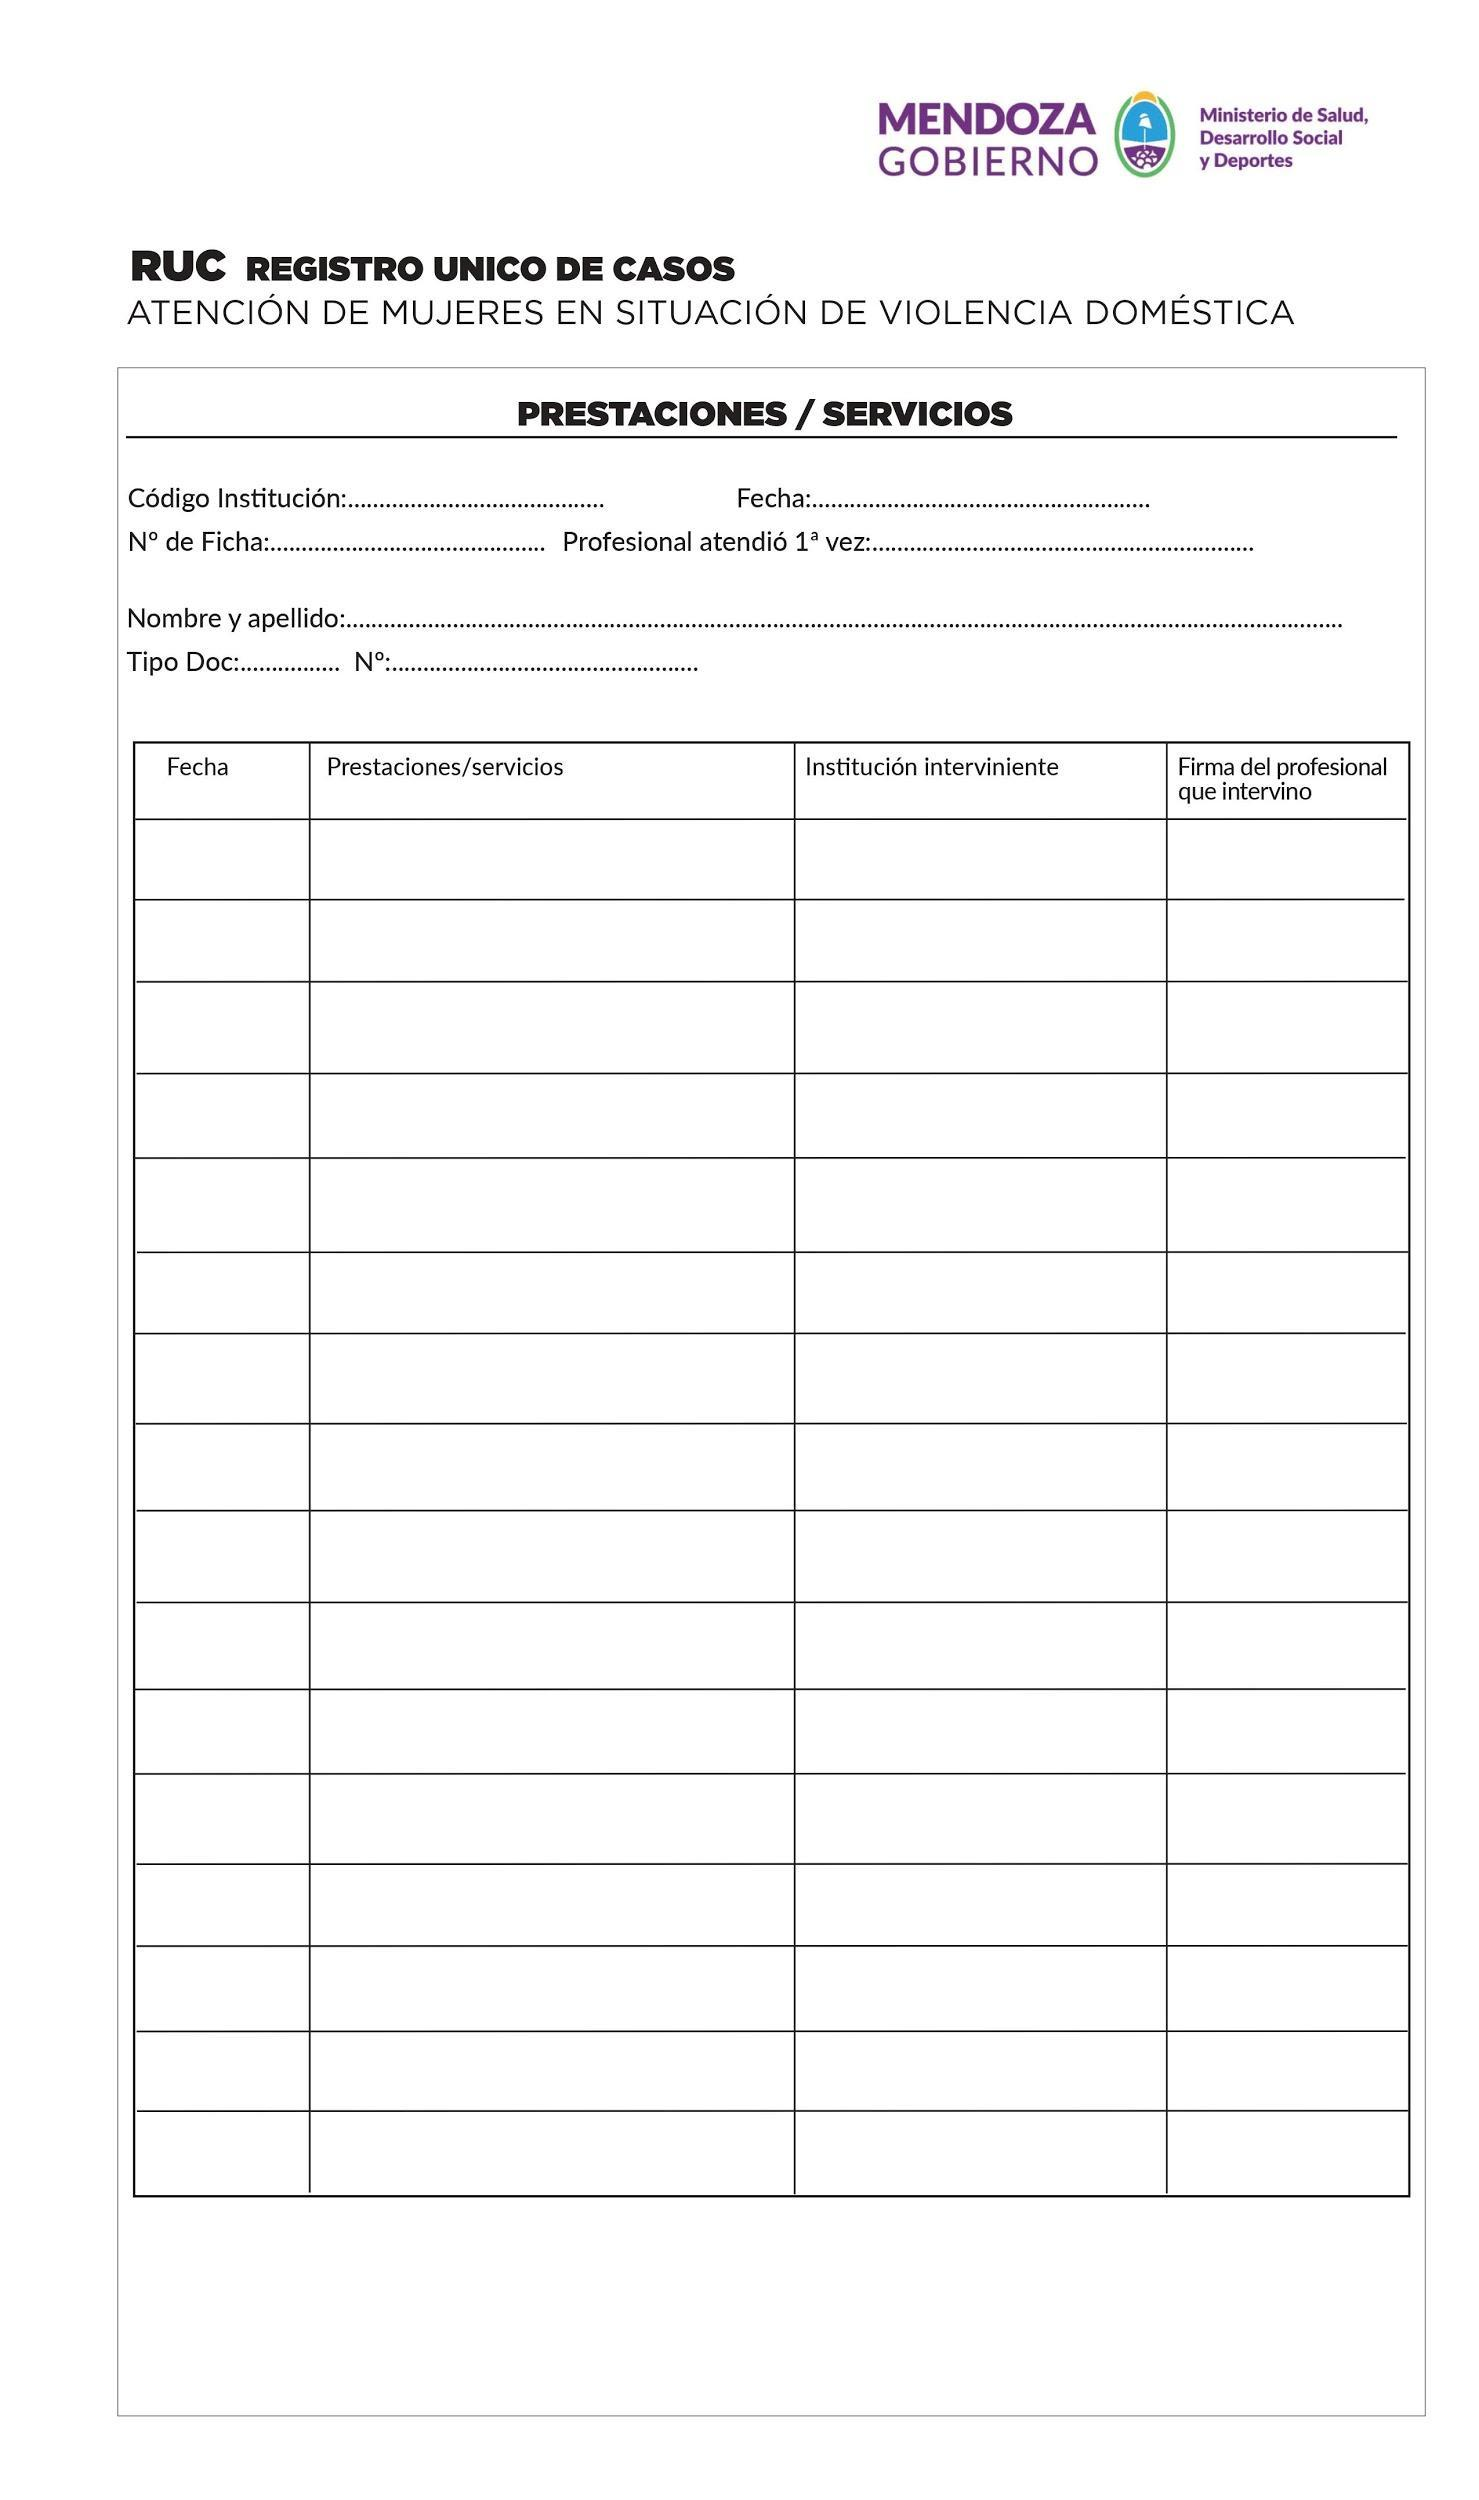 MENDOZA
GOBIERNO
Ministerio de Salud,
Desarrollo Social
y Deportes
RUC REGISTRO UNICO DE CASOS
ATENCIÓN DE MUJERES EN SITUACIÓN DE VIOLENCIA DOMÉSTICA
PRESTACIONES / SERVICIOS
Código Institución:......................................... Fecha:......................................................
Nº de Ficha:............................................ Profesional atendió 1ª vez:.............................................................
Nombre y apellido:...............................................................................................................................................................
Tipo Doc:................ Nº:.................................................
Fecha Prestaciones/servicios Institución interviniente Firma del profesional
que intervino